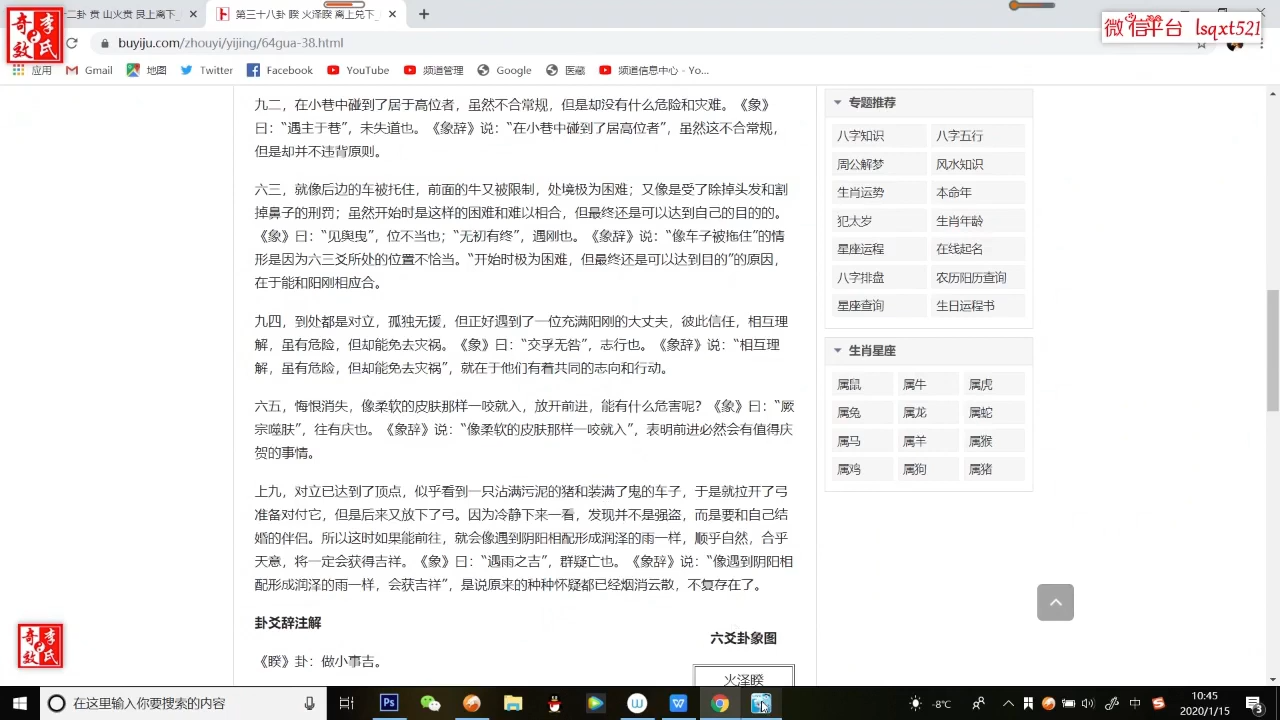 二卦 贲 山火贲 艮上离下_
第三十八卦 睽 火泽睽 离上兑下_
李氏奇致
微信平台 lsqxt521
buyiju.com/zhouyi/yijing/64gua-38.html
应用
Gmail
地图
Twitter
Facebook
YouTube
频道管理
Google
医藏
频道信息中心 - Yo...
九二，在小巷中碰到了居于高位者，虽然不合常规，但是却没有什么危险和灾难。《象》
曰：“遇主于巷”，未失道也。《象辞》说：“在小巷中碰到了居高位者”，虽然这不合常规，
但是却并不违背原则。
六三，就像后边的车被托住，前面的牛又被限制，处境极为困难；又像是受了除掉头发和割
掉鼻子的刑罚；虽然开始时是这样的困难和难以相合，但最终还是可以达到自己的目的的。
《象》曰：“见舆曳”，位不当也；“无初有终”，遇刚也。《象辞》说：“像车子被拖住”的情
形是因为六三爻所处的位置不恰当。“开始时极为困难，但最终还是可以达到目的”的原因，
在于能和阳刚相应合。
九四，到处都是对立，孤独无援，但正好遇到了一位充满阳刚的大丈夫，彼此信任，相互理
解，虽有危险，但却能免去灾祸。《象》曰：“交孚无咎”，志行也。《象辞》说：“相互理
解，虽有危险，但却能免去灾祸”，就在于他们有着共同的志向和行动。
六五，悔恨消失，像柔软的皮肤那样一咬就入，放开前进，能有什么危害呢？《象》曰：“厥
宗噬肤”，往有庆也。《象辞》说：“像柔软的皮肤那样一咬就入”，表明前进必然会有值得庆
贺的事情。
上九，对立已达到了顶点，似乎看到一只沾满污泥的猪和装满了鬼的车子，于是就拉开了弓
准备对付它，但是后来又放下了弓。因为冷静下来一看，发现并不是强盗，而是要和自己结
婚的伴侣。所以这时如果能前往，就会像遇到阴阳相配形成润泽的雨一样，顺乎自然，合乎
天意，将一定会获得吉祥。《象》曰：“遇雨之吉”，群疑亡也。《象辞》说：“像遇到阴阳相
配形成润泽的雨一样，会获吉祥”，是说原来的种种怀疑都已经烟消云散，不复存在了。
卦爻辞注解
《睽》卦：做小事吉。
六爻卦象图
火泽睽
专题推荐
八字知识
八字五行
周公解梦
风水知识
生肖运势
本命年
犯太岁
生肖年龄
星座运程
在线起名
八字排盘
农历阳历查询
星座查询
生日运程书
生肖星座
属鼠
属牛
属虎
属兔
属龙
属蛇
属马
属羊
属猴
属鸡
属狗
属猪
李氏奇致
在这里输入你要搜索的内容
Ps
W
W
-8℃
中
S
10:45
2020/1/15
3